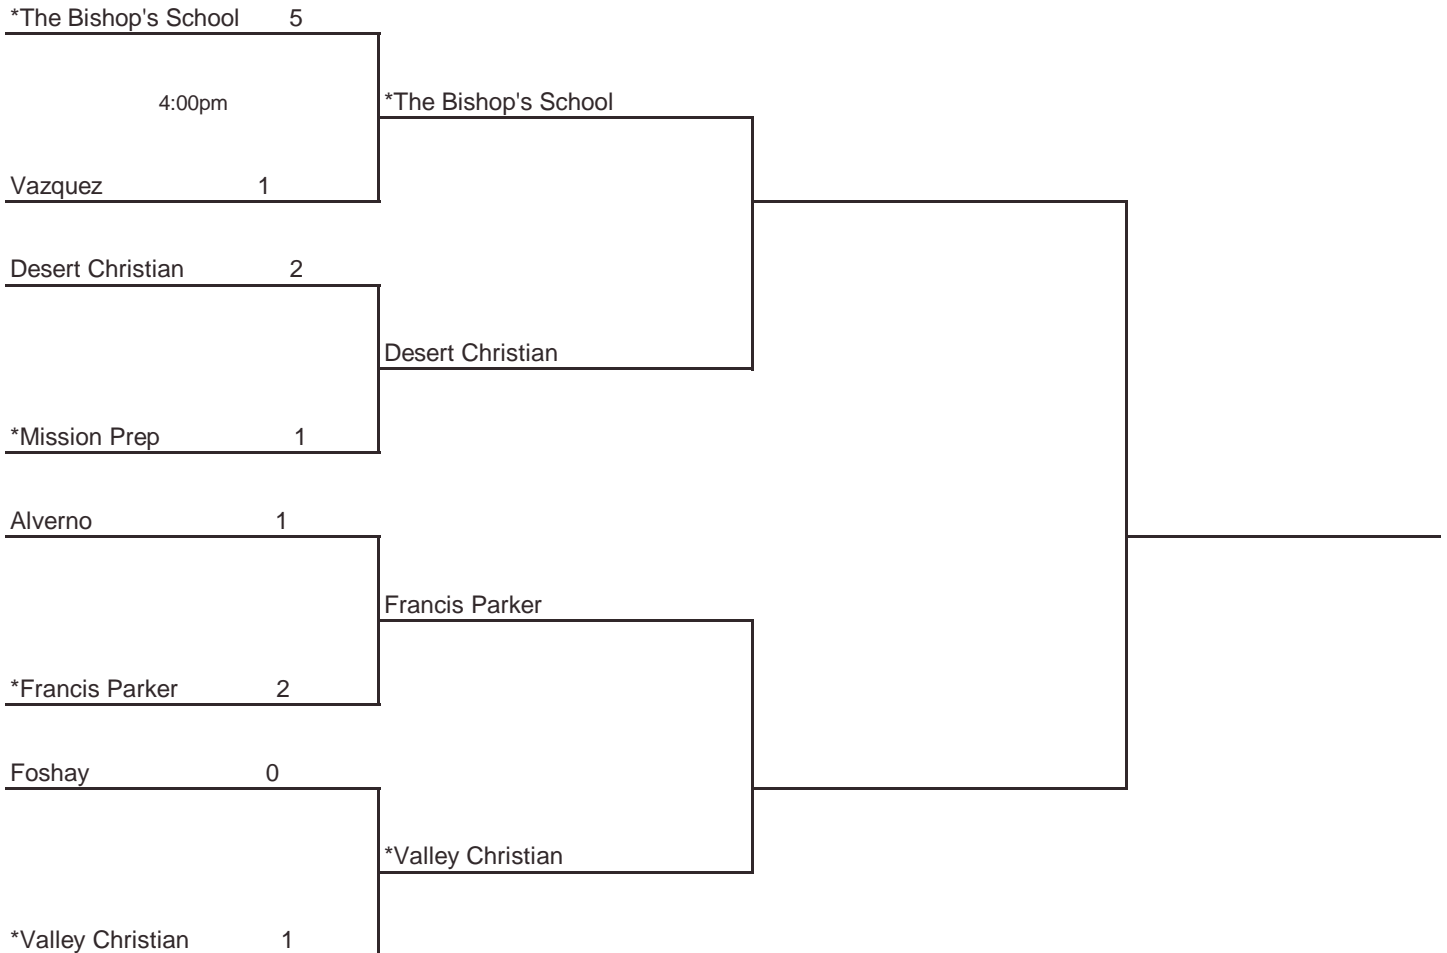 *The Bishop's School 5
4:00pm
*The Bishop's School
Vazquez 1
Desert Christian 2
Desert Christian
*Mission Prep 1
Alverno 1
Francis Parker
*Francis Parker 2
Foshay 0
*Valley Christian
*Valley Christian 1